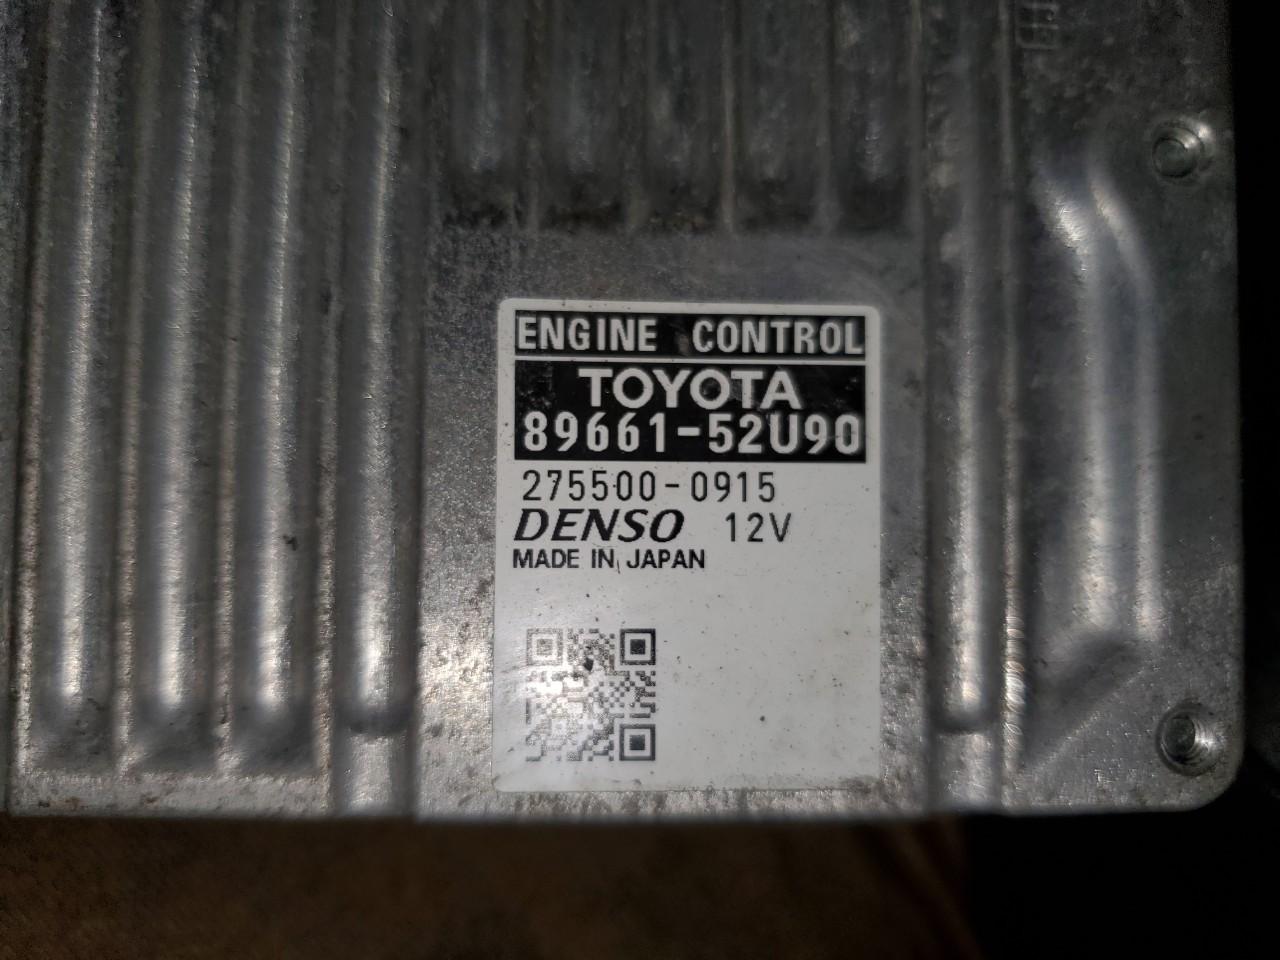 ENGINE CONTROL
TOYOTA
89661-52U90
275500-0915
DENSO 12V
MADE IN JAPAN